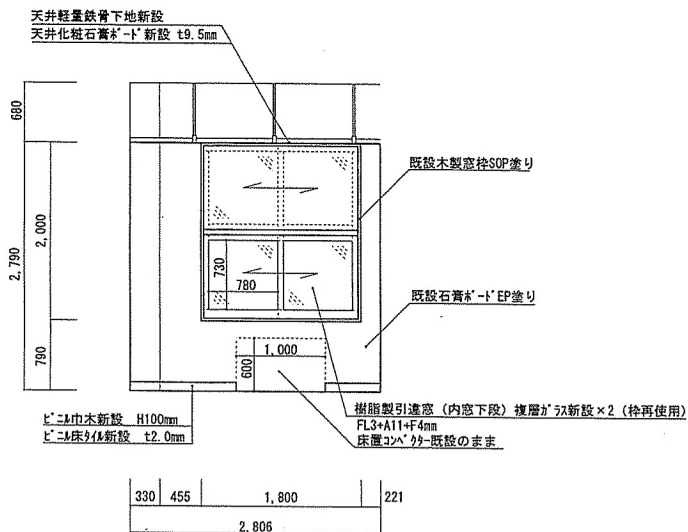 天井軽量鉄骨下地新設
天井化粧石膏ﾎﾞｰﾄﾞ新設 t9.5mm
680
既設木製窓枠SOP塗り
2,000
2,790
730
780
既設石膏ﾎﾞｰﾄﾞEP塗り
790
1,000
600
樹脂製引違窓（内窓下段）複層ｶﾞﾗｽ新設×2（枠再使用）
FL3+A11+F4mm
床置ｺﾝﾍﾞｸﾀｰ既設のまま
ﾋﾞﾆﾙ巾木新設 H100mm
ﾋﾞﾆﾙ床ﾀｲﾙ新設 t2.0mm
330 455 1,800 221
2,806